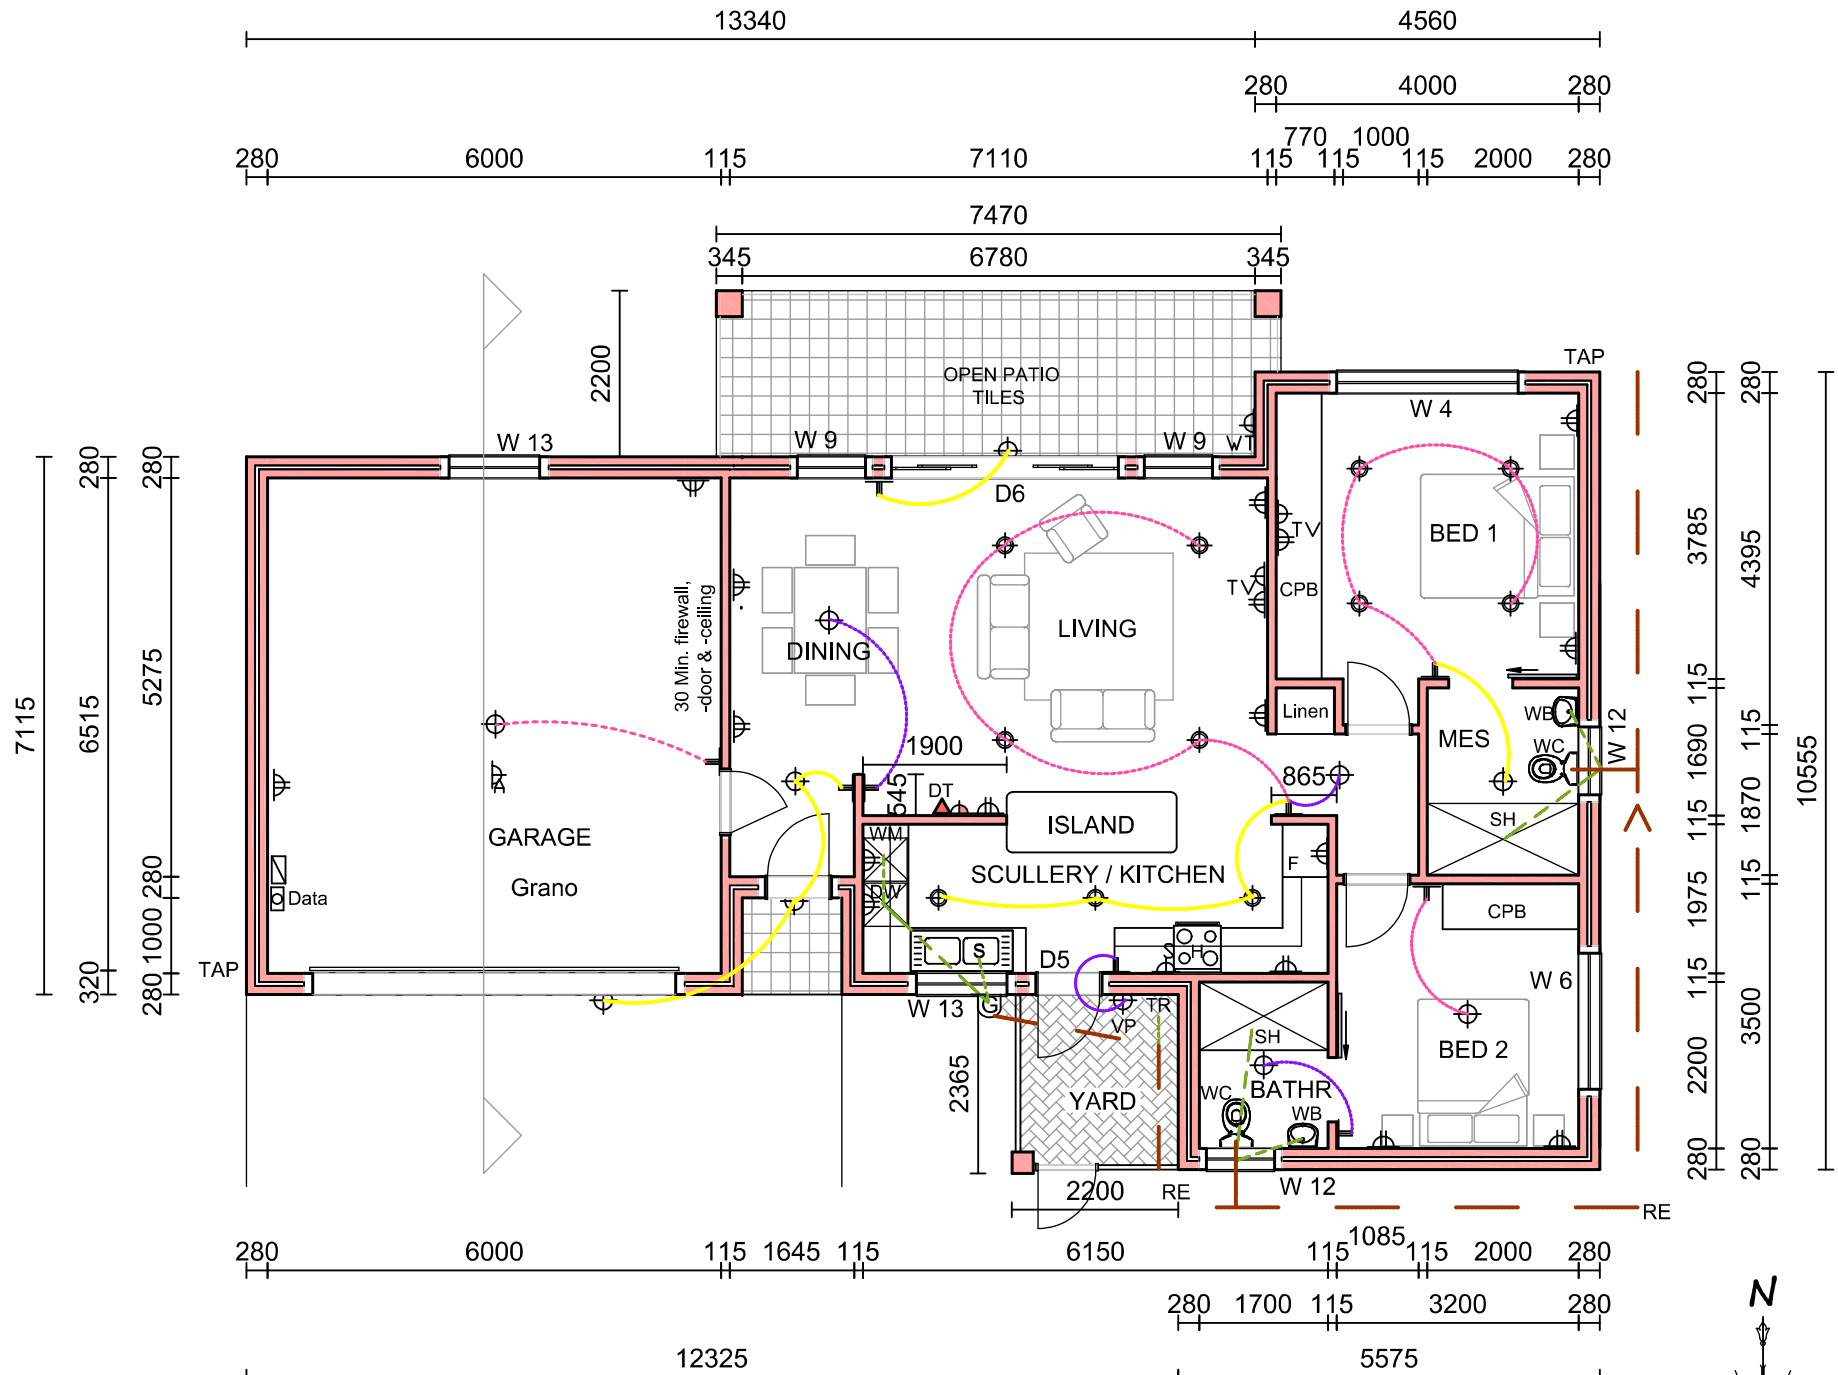 13340
4560
280
4000
280
770
1000
280
6000
115
7110
115
115
115
2000
280
7470
345
6780
345
2200
OPEN PATIO
TILES
TAP
W 13
W 9
W 9
WT
W 4
D6
280
280
280
280
7115
6515
5275
30 Min. firewall,
-door & -ceiling
DINING
LIVING
TV
TV
CPB
BED 1
3785
4395
10555
Linen
WB
WC
W 12
MES
115
115
1690
1870
1900
545
DT
865
ISLAND
SH
A
GARAGE
Grano
Data
WM
DW
SCULLERY / KITCHEN
F
115
115
280
1000
320
280
TAP
CPB
1975
S
S
H
D5
W 6
115
W 13
G
VP
TR
SH
BED 2
3500
2200
2365
YARD
WC
BATHR
WB
280
280
2200
RE
W 12
RE
280
6000
115
1645
115
6150
115
1085
115
2000
280
280
1700
115
3200
280
N
12325
5575